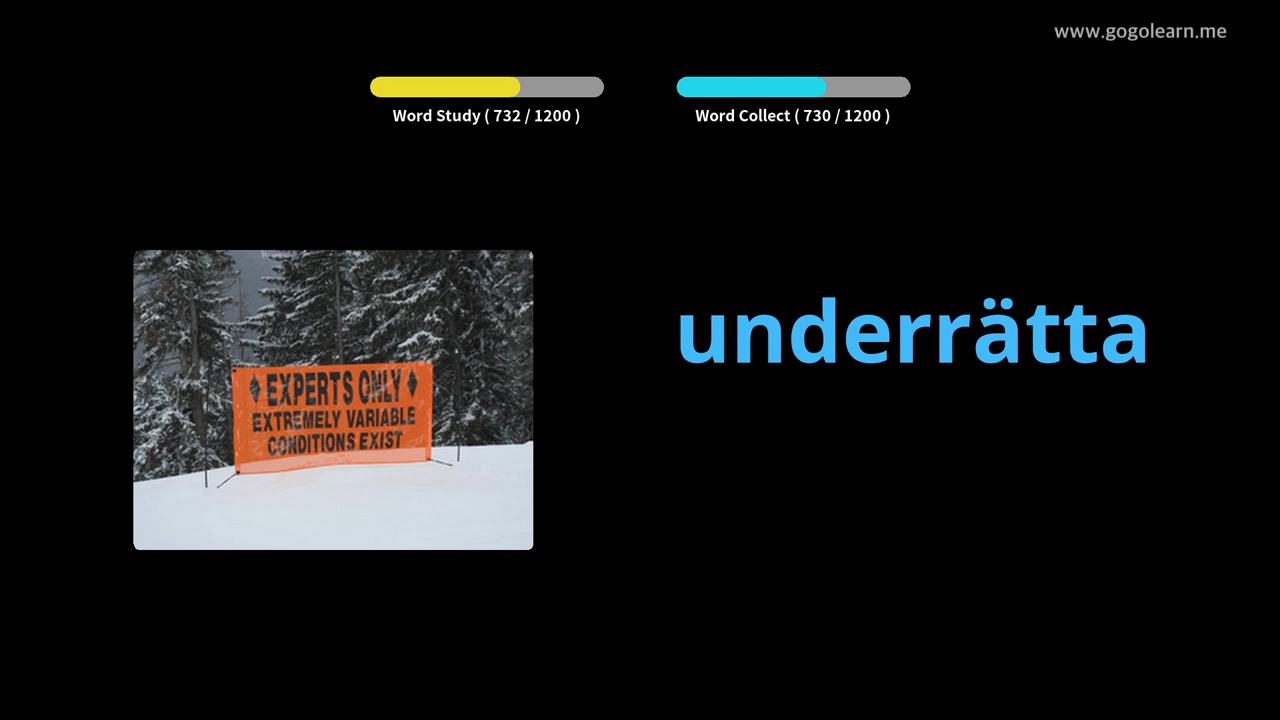 www.gogolearn.me
Word Study ( 732 / 1200 )
Word Collect ( 730 / 1200 )
EXPERTS ONLY
EXTREMELY VARIABLE
CONDITIONS EXIST
underrätta